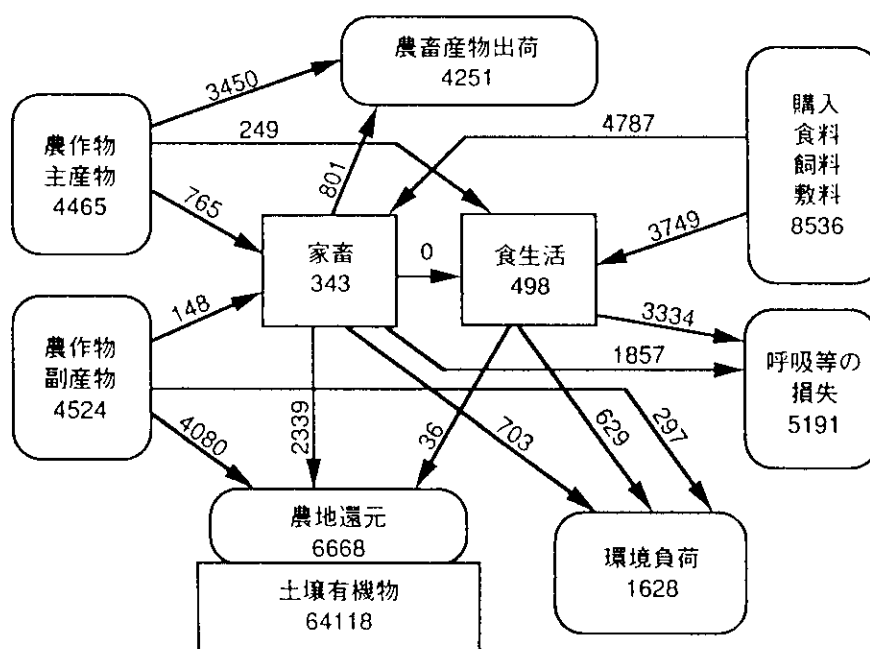 農畜産物出荷
4251
3450
249
4787
農作物
主産物
4465
購入
食料
飼料
敷料
8536
801
765
3749
家畜
343
0
食生活
498
148
3334
農作物
副産物
4524
1857
呼吸等の
損失
5191
4080
2339
703
36
629
297
農地還元
6668
環境負荷
1628
土壌有機物
64118